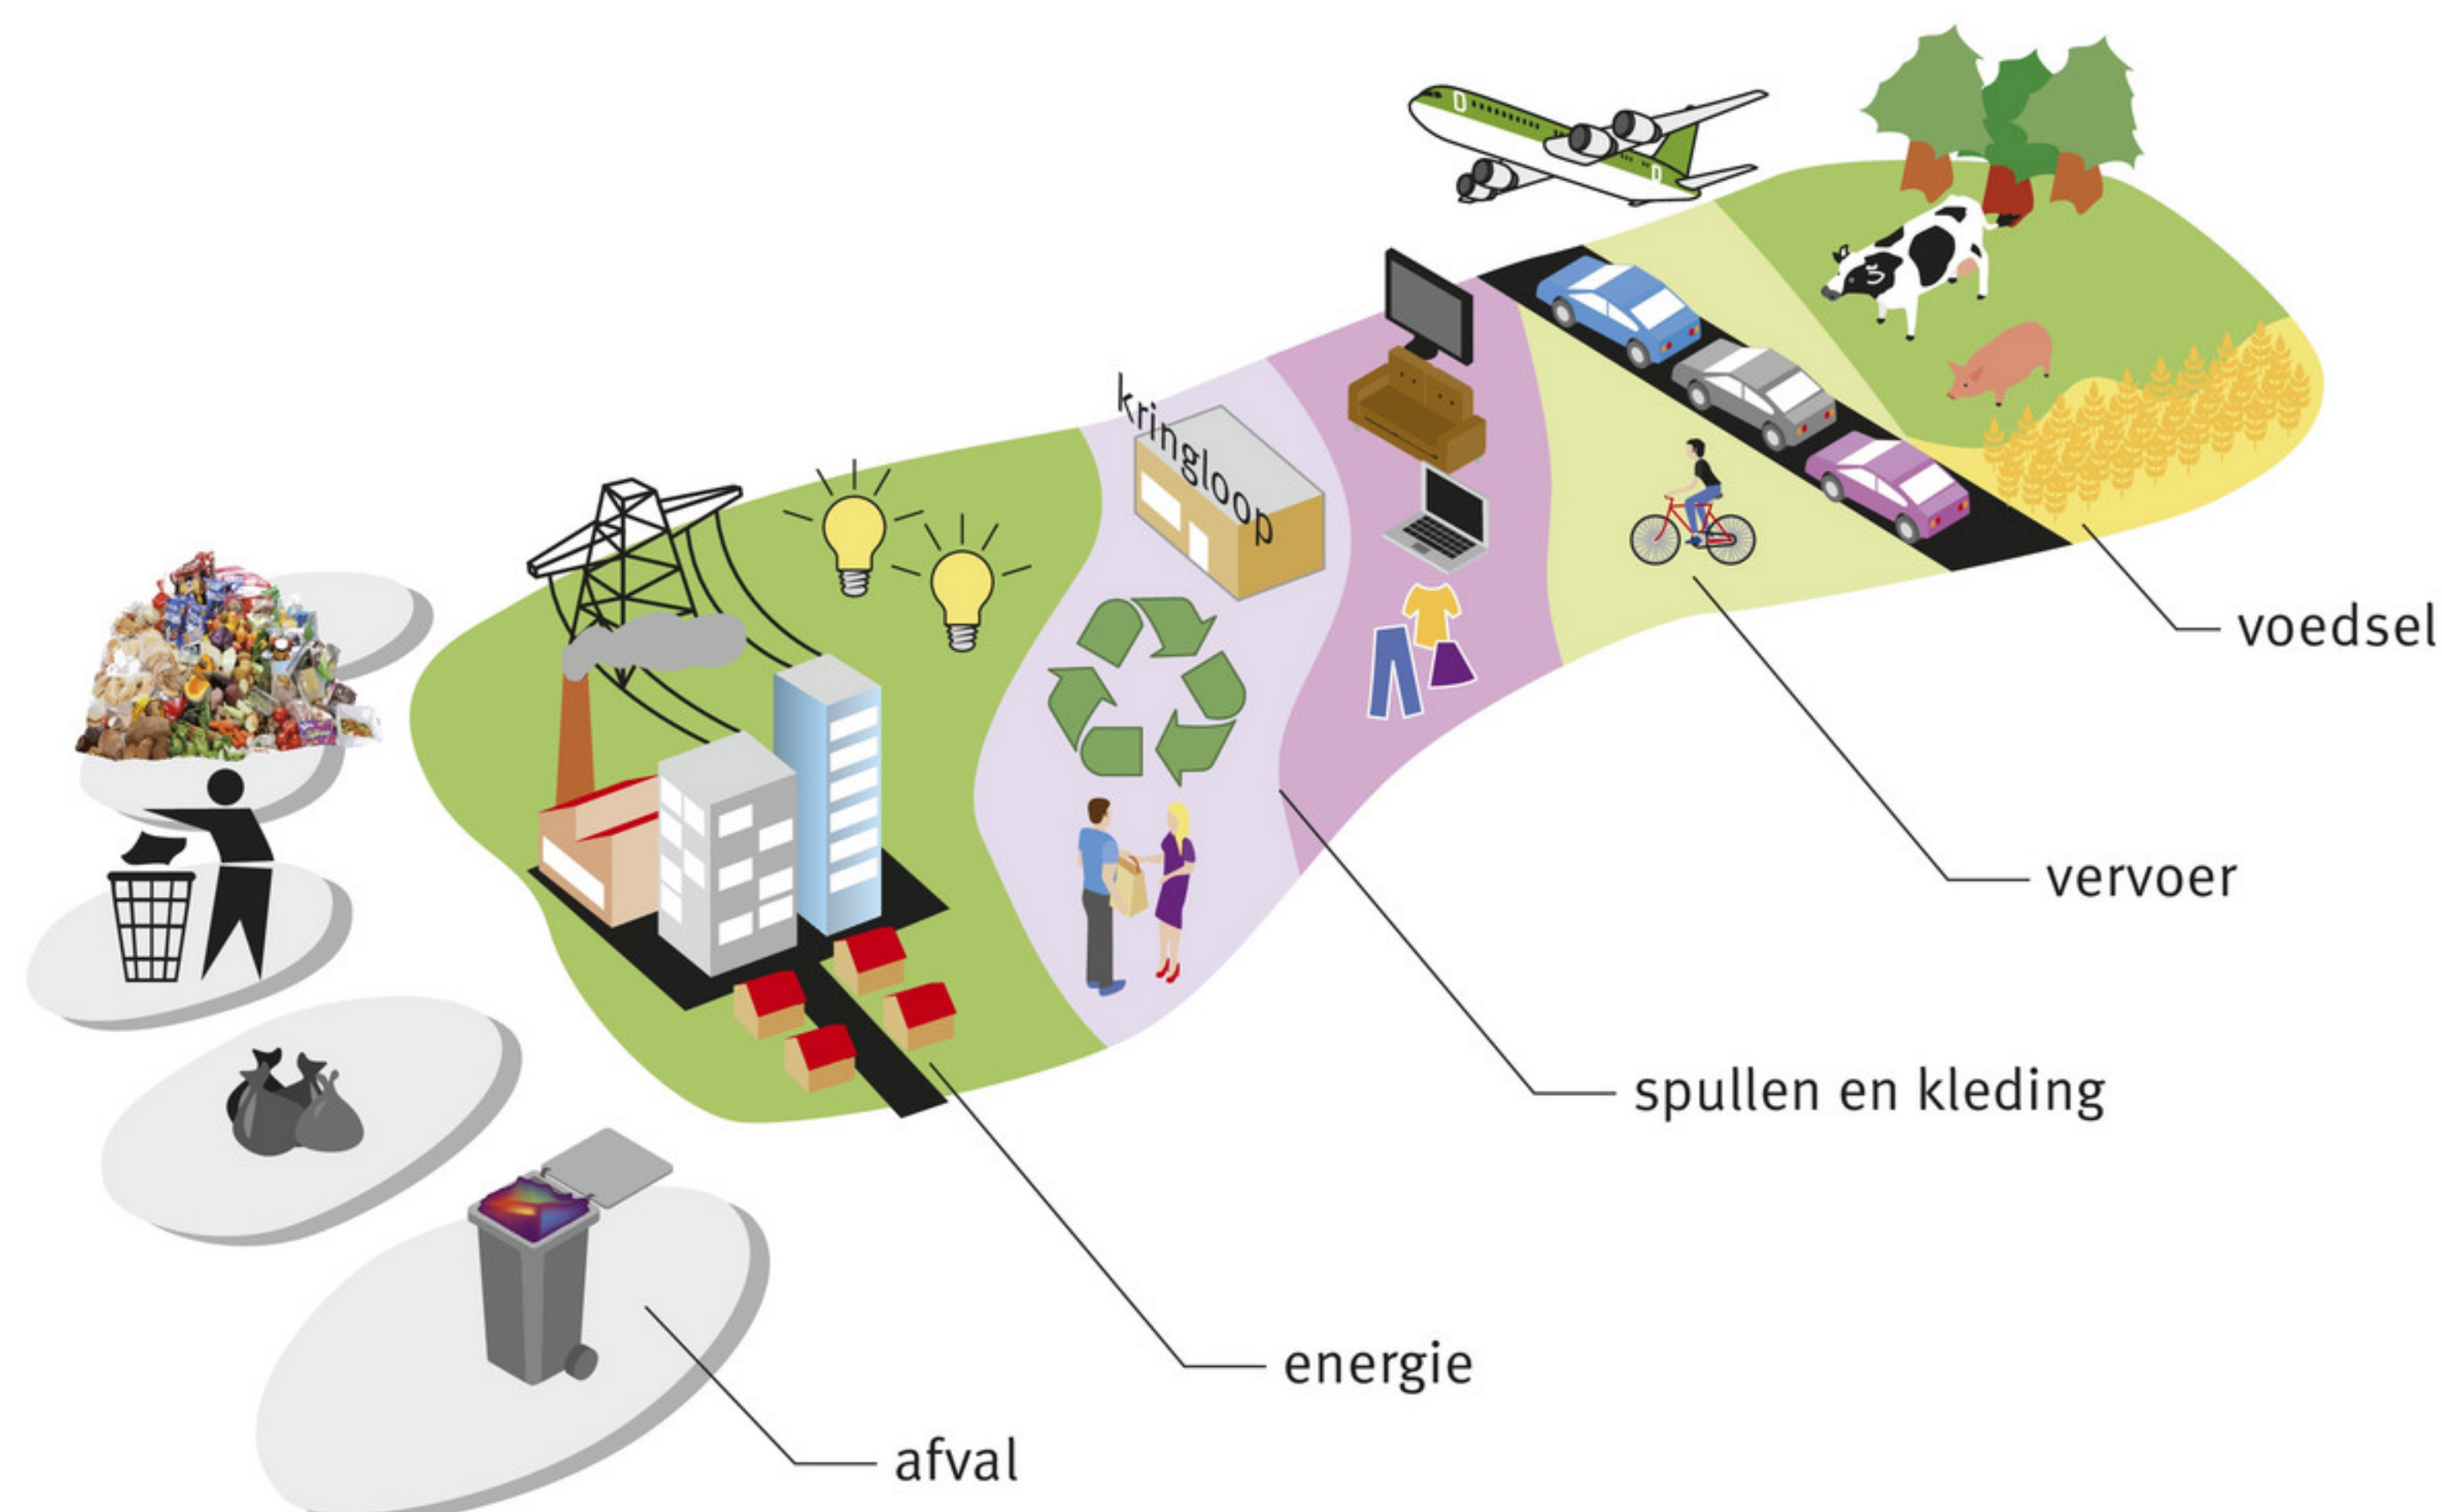 kringloop
voedsel
vervoer
spullen en kleding
energie
afval